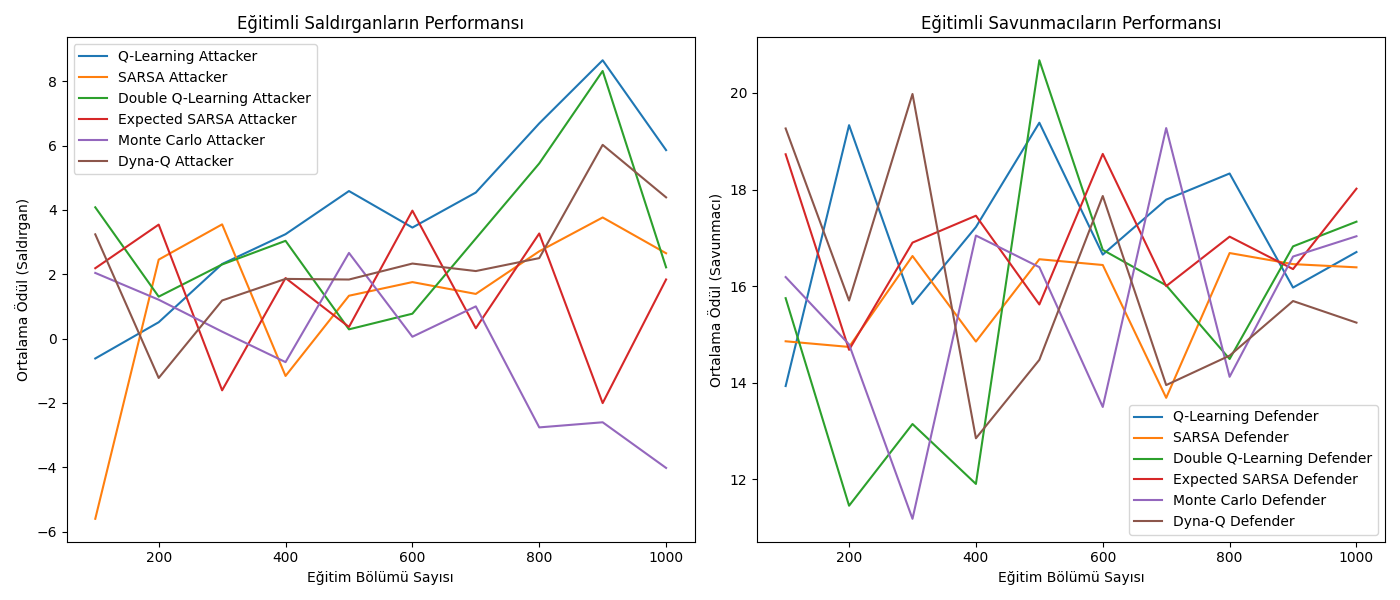 Eğitimli Saldırganların Performansı
Q-Learning Attacker
SARSA Attacker
Double Q-Learning Attacker
Expected SARSA Attacker
Monte Carlo Attacker
Dyna-Q Attacker
Ortalama Ödül (Saldırgan)
8
6
4
2
0
−2
−4
−6
200
400
600
800
1000
Eğitim Bölümü Sayısı
Eğitimli Savunmacıların Performansı
Ortalama Ödül (Savunmacı)
20
18
16
14
12
Q-Learning Defender
SARSA Defender
Double Q-Learning Defender
Expected SARSA Defender
Monte Carlo Defender
Dyna-Q Defender
200
400
600
800
1000
Eğitim Bölümü Sayısı